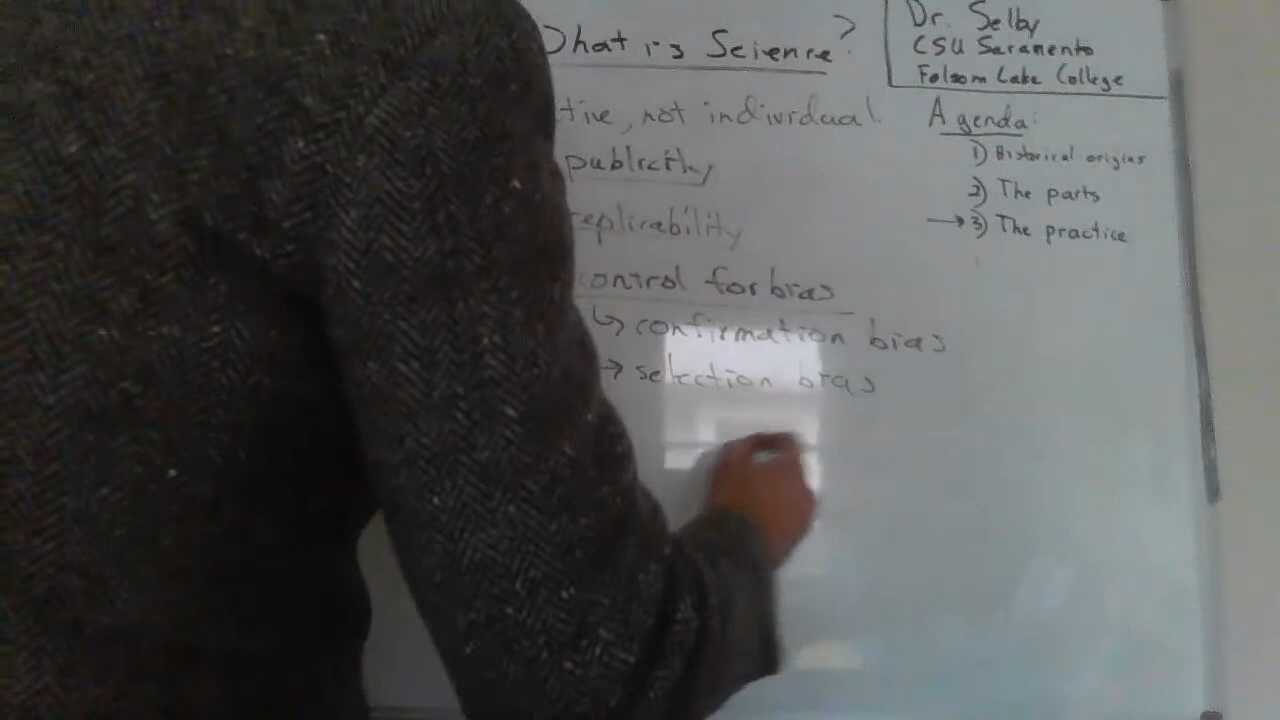 What is Science?
Dr. Selby
CSU Saramento
Folsom Lake College
tive, not individual
publicity
replicability
control for bias
↳ confirmation bias
→ selection bias
Agenda:
1) Historical origins
2) The parts
→ 3) The practice